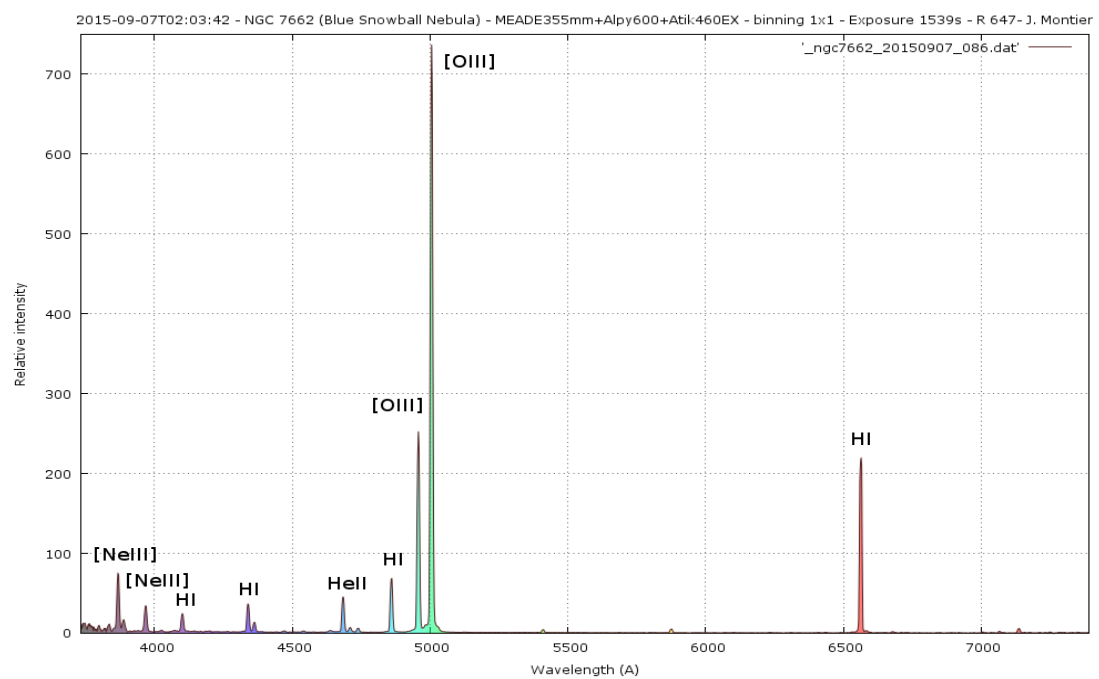 2015-09-07T02:03:42 - NGC 7662 (Blue Snowball Nebula) - MEADE355mm+Alpy600+Atik460EX - binning 1x1 - Exposure 1539s - R 647- J. Montier
'_ngc7662_20150907_086.dat'
[OIII]
700
600
500
400
300
200
100
0
Relative intensity
[OIII]
HI
[NeIII]
[NeIII]
HI
HI
HeII
HI
4000
4500
5000
5500
6000
6500
7000
Wavelength (A)